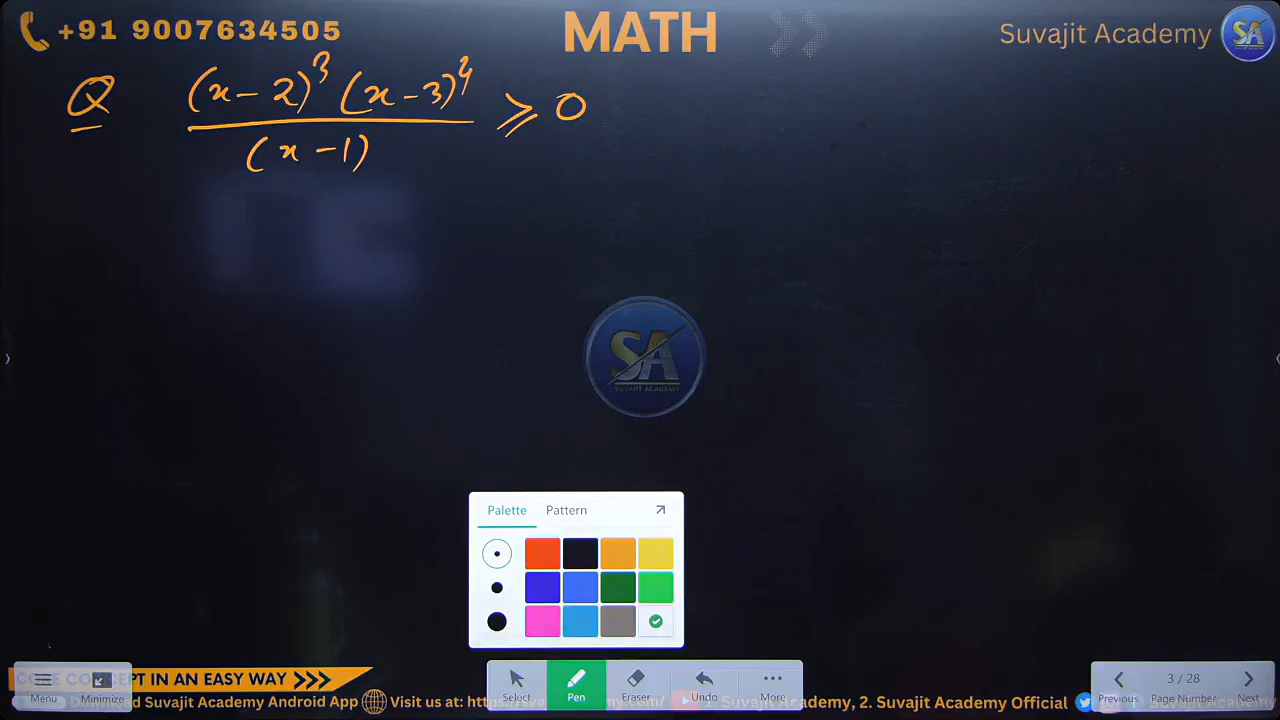 +91 9007634505 MATH Suvajit Academy SA
Q (x-2)³ (x-3)⁴ / (x-1) ⩾ 0
SA
SUVAJIT ACADEMY
Palette Pattern
CONCEPT IN AN EASY WAY
Menu Minimize Select Pen Eraser Undo More Previous 3 / 28 Page Number Next
Suvajit Academy Android App Visit us at: Suvajit Academy, 2. Suvajit Academy Official